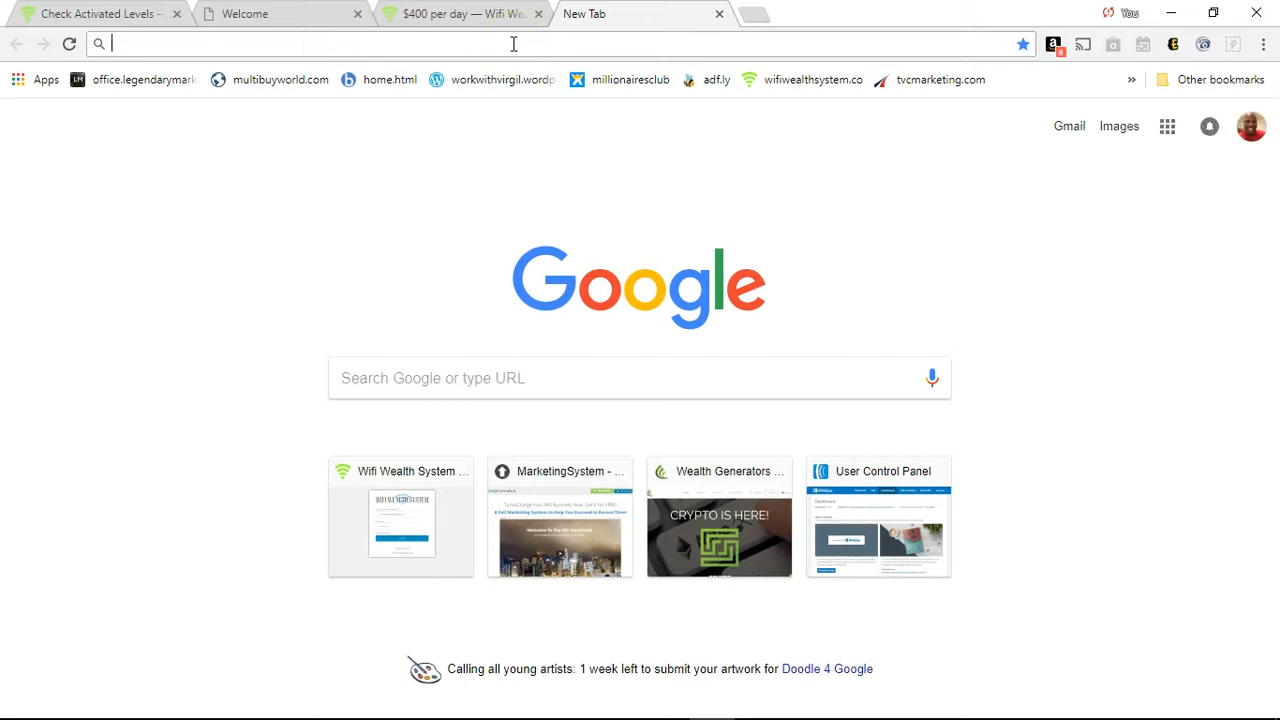 Check Activated Levels –
Welcome
$400 per day — Wifi We
New Tab
You
Apps
office.legendarymark
multibuyworld.com
home.html
workwithvirgil.wordp
millionairesclub
adf.ly
wifiwealthsystem.co
tvcmarketing.com
»
Other bookmarks
Gmail
Images
Google
Search Google or type URL
Wifi Wealth System ...
MarketingSystem - ...
Wealth Generators ...
User Control Panel
WIFI WEALTH SYSTEM
CRYPTO IS HERE!
Calling all young artists: 1 week left to submit your artwork for Doodle 4 Google